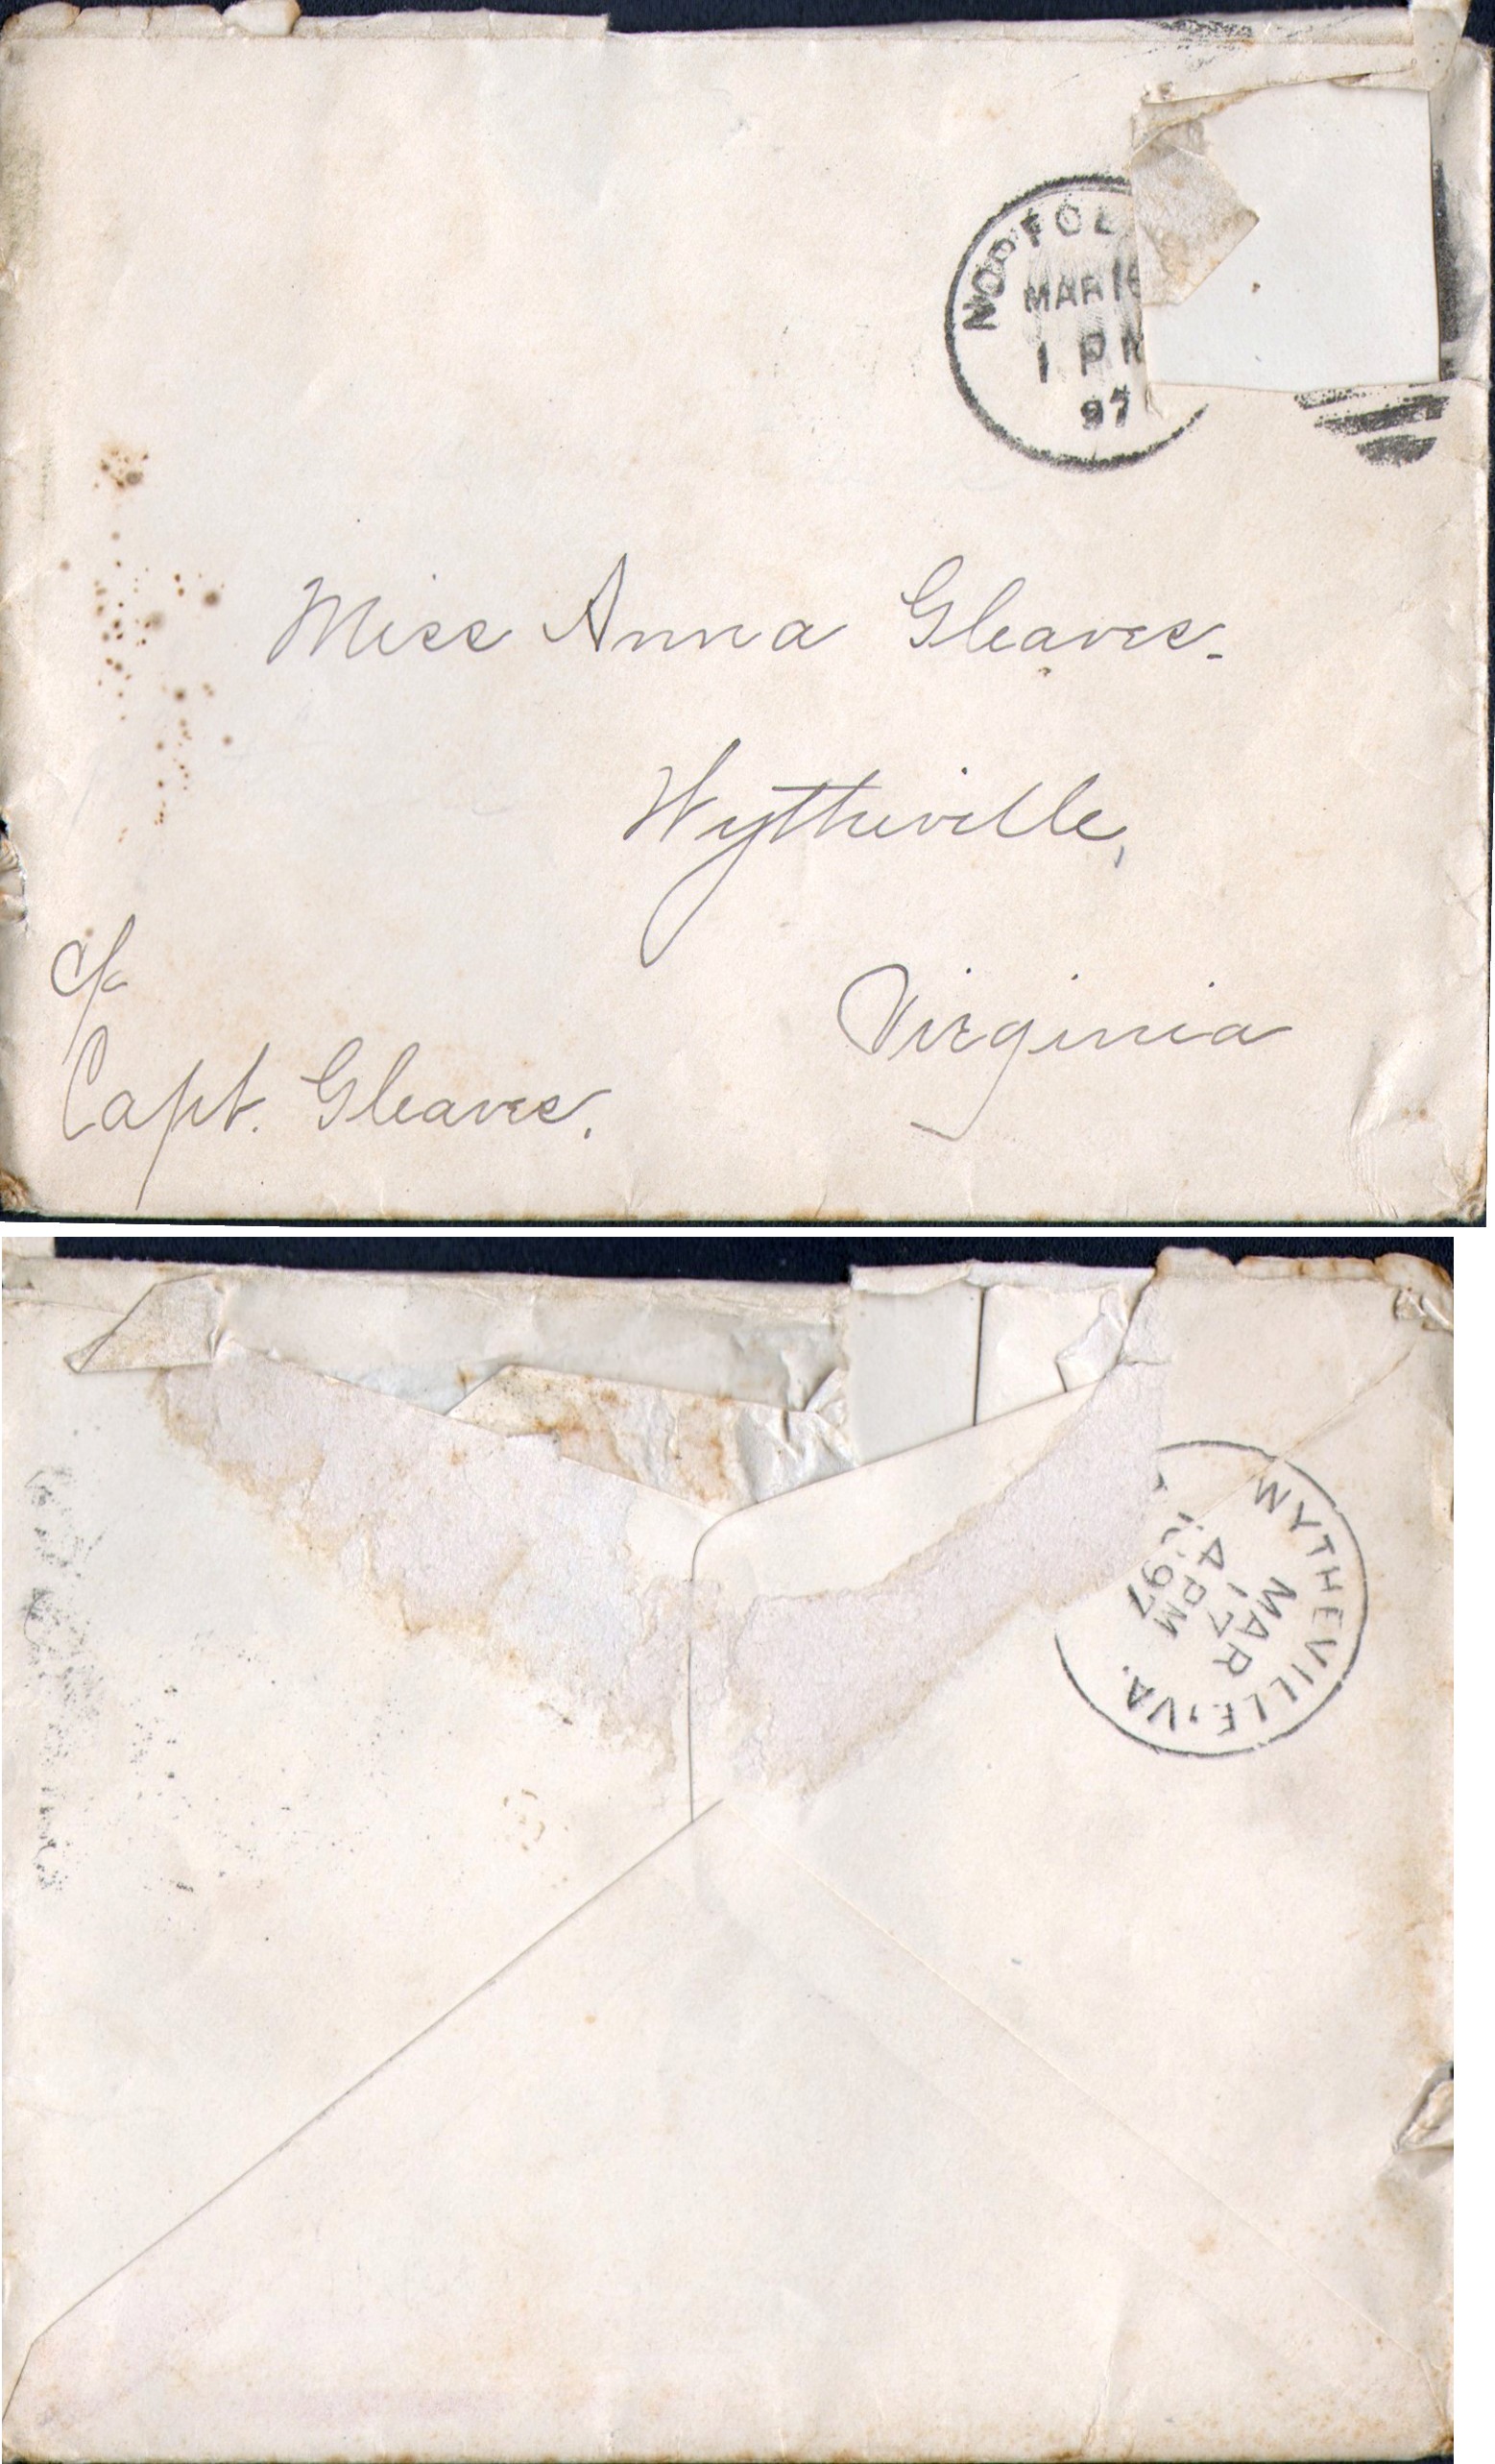 NORFOL
MAR 16
1 PM
97
Miss Anna Gleaves.
Wytheville,
Virginia
c/o
Capt. Gleaves.
WYTHEVILLE, VA.
MAR
17
4 PM
97